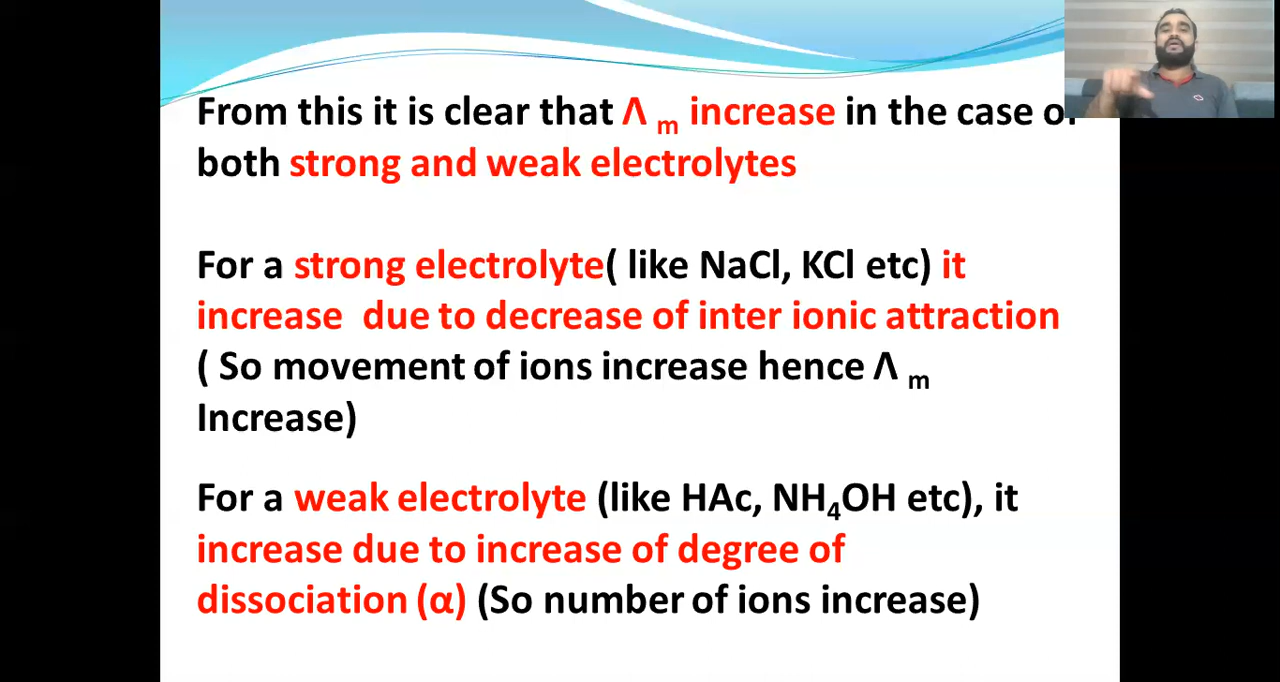 From this it is clear that Λ m increase in the case of
both strong and weak electrolytes
For a strong electrolyte( like NaCl, KCl etc) it
increase due to decrease of inter ionic attraction
( So movement of ions increase hence Λ m
Increase)
For a weak electrolyte (like HAc, NH₄OH etc), it
increase due to increase of degree of
dissociation (α) (So number of ions increase)